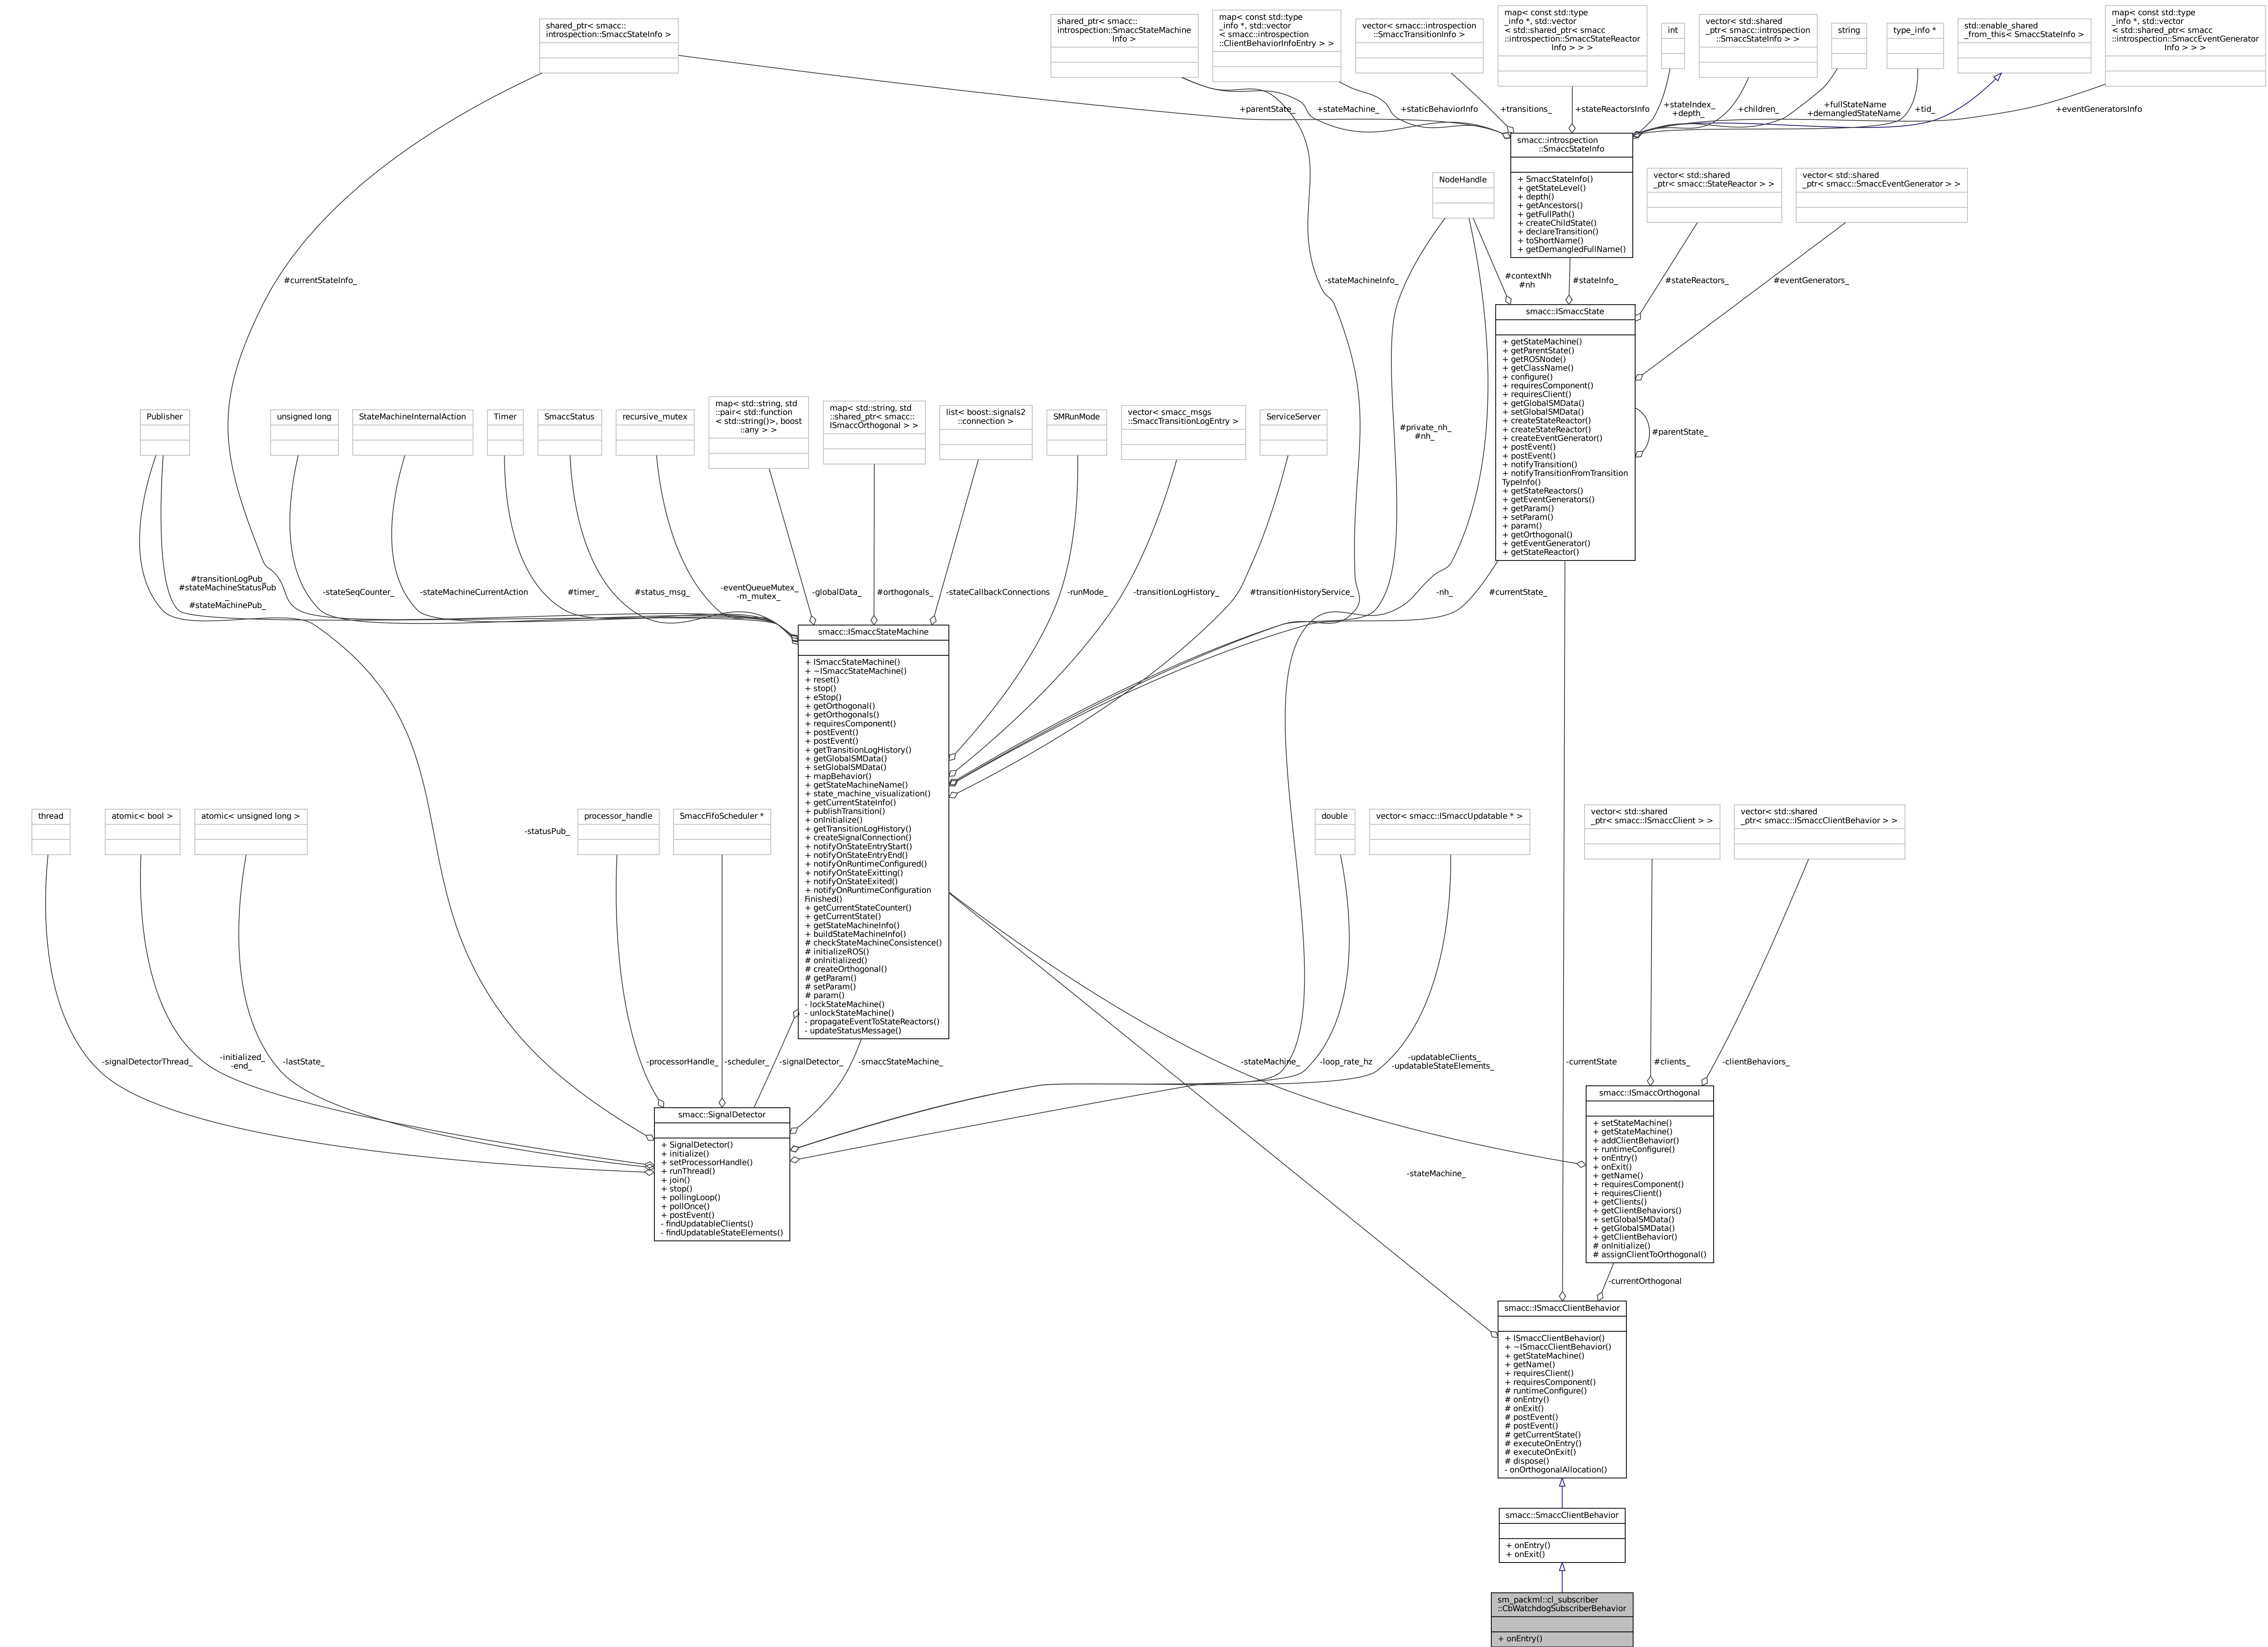 shared_ptr< smacc::
introspection::SmaccStateInfo >
shared_ptr< smacc::
introspection::SmaccStateMachine
Info >
map< const std::type
_info *, std::vector
< smacc::introspection
::ClientBehaviorInfoEntry > >
vector< smacc::introspection
::SmaccTransitionInfo >
map< const std::type
_info *, std::vector
< std::shared_ptr< smacc
::introspection::SmaccStateReactor
Info > > >
int
vector< std::shared
_ptr< smacc::introspection
::SmaccStateInfo > >
string
type_info *
std::enable_shared
_from_this< SmaccStateInfo >
map< const std::type
_info *, std::vector
< std::shared_ptr< smacc
::introspection::SmaccEventGenerator
Info > > >
+parentState_
+stateMachine_
+staticBehaviorInfo
+transitions_
+stateReactorsInfo
+stateIndex_
+depth_
+children_
+fullStateName
+demangledStateName
+tid_
+eventGeneratorsInfo
smacc::introspection
::SmaccStateInfo
+ SmaccStateInfo()
+ getStateLevel()
+ depth()
+ getAncestors()
+ getFullPath()
+ createChildState()
+ declareTransition()
+ toShortName()
+ getDemangledFullName()
NodeHandle
vector< std::shared
_ptr< smacc::StateReactor > >
vector< std::shared
_ptr< smacc::SmaccEventGenerator > >
#currentStateInfo_
-stateMachineInfo_
#contextNh
#nh
#stateInfo_
#stateReactors_
#eventGenerators_
smacc::ISmaccState
+ getStateMachine()
+ getParentState()
+ getROSNode()
+ getClassName()
+ configure()
+ requiresComponent()
+ requiresClient()
+ getGlobalSMData()
+ setGlobalSMData()
+ createStateReactor()
+ createStateReactor()
+ createEventGenerator()
+ postEvent()
+ postEvent()
+ notifyTransition()
+ notifyTransitionFromTransition
TypeInfo()
+ getStateReactors()
+ getEventGenerators()
+ getParam()
+ setParam()
+ param()
+ getOrthogonal()
+ getEventGenerator()
+ getStateReactor()
#parentState_
Publisher
unsigned long
StateMachineInternalAction
Timer
SmaccStatus
recursive_mutex
map< std::string, std
::pair< std::function
< std::string()>, boost
::any > >
map< std::string, std
::shared_ptr< smacc::
ISmaccOrthogonal > >
list< boost::signals2
::connection >
SMRunMode
vector< smacc_msgs
::SmaccTransitionLogEntry >
ServiceServer
#private_nh_
#nh_
#transitionLogPub_
#stateMachineStatusPub
_
#stateMachinePub_
-stateSeqCounter_
-stateMachineCurrentAction
#timer_
#status_msg_
-eventQueueMutex_
-m_mutex_
-globalData_
#orthogonals_
-stateCallbackConnections
-runMode_
-transitionLogHistory_
#transitionHistoryService_
-nh_
#currentState_
smacc::ISmaccStateMachine
+ ISmaccStateMachine()
+ ~ISmaccStateMachine()
+ reset()
+ stop()
+ eStop()
+ getOrthogonal()
+ getOrthogonals()
+ requiresComponent()
+ postEvent()
+ postEvent()
+ getTransitionLogHistory()
+ getGlobalSMData()
+ setGlobalSMData()
+ mapBehavior()
+ getStateMachineName()
+ state_machine_visualization()
+ getCurrentStateInfo()
+ publishTransition()
+ onInitialize()
+ getTransitionLogHistory()
+ createSignalConnection()
+ notifyOnStateEntryStart()
+ notifyOnStateEntryEnd()
+ notifyOnRuntimeConfigured()
+ notifyOnStateExitting()
+ notifyOnStateExited()
+ notifyOnRuntimeConfiguration
Finished()
+ getCurrentStateCounter()
+ getCurrentState()
+ getStateMachineInfo()
+ buildStateMachineInfo()
# checkStateMachineConsistence()
# initializeROS()
# onInitialized()
# createOrthogonal()
# getParam()
# setParam()
# param()
- lockStateMachine()
- unlockStateMachine()
- propagateEventToStateReactors()
- updateStatusMessage()
thread
atomic< bool >
atomic< unsigned long >
-statusPub_
processor_handle
SmaccFifoScheduler *
double
vector< smacc::ISmaccUpdatable * >
vector< std::shared
_ptr< smacc::ISmaccClient > >
vector< std::shared
_ptr< smacc::ISmaccClientBehavior > >
-signalDetectorThread_
-initialized_
-end_
-lastState_
-processorHandle_
-scheduler_
-signalDetector_
-smaccStateMachine_
-stateMachine_
-loop_rate_hz
-updatableClients_
-updatableStateElements_
-currentState
#clients_
-clientBehaviors_
smacc::SignalDetector
+ SignalDetector()
+ initialize()
+ setProcessorHandle()
+ runThread()
+ join()
+ stop()
+ pollingLoop()
+ pollOnce()
+ postEvent()
- findUpdatableClients()
- findUpdatableStateElements()
smacc::ISmaccOrthogonal
+ setStateMachine()
+ getStateMachine()
+ addClientBehavior()
+ runtimeConfigure()
+ onEntry()
+ onExit()
+ getName()
+ requiresComponent()
+ requiresClient()
+ getClients()
+ getClientBehaviors()
+ setGlobalSMData()
+ getGlobalSMData()
+ getClientBehavior()
# onInitialize()
# assignClientToOrthogonal()
-stateMachine_
-currentOrthogonal
smacc::ISmaccClientBehavior
+ ISmaccClientBehavior()
+ ~ISmaccClientBehavior()
+ getStateMachine()
+ getName()
+ requiresClient()
+ requiresComponent()
# runtimeConfigure()
# onEntry()
# onExit()
# postEvent()
# postEvent()
# getCurrentState()
# executeOnEntry()
# executeOnExit()
# dispose()
- onOrthogonalAllocation()
smacc::SmaccClientBehavior
+ onEntry()
+ onExit()
sm_packml::cl_subscriber
::CbWatchdogSubscriberBehavior
+ onEntry()